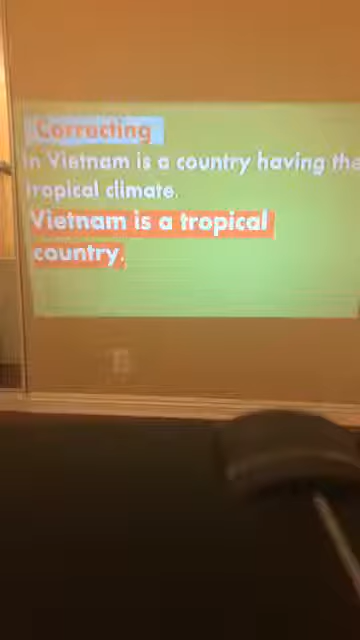 Correcting
In Vietnam is a country having the
tropical climate.
Vietnam is a tropical
country.